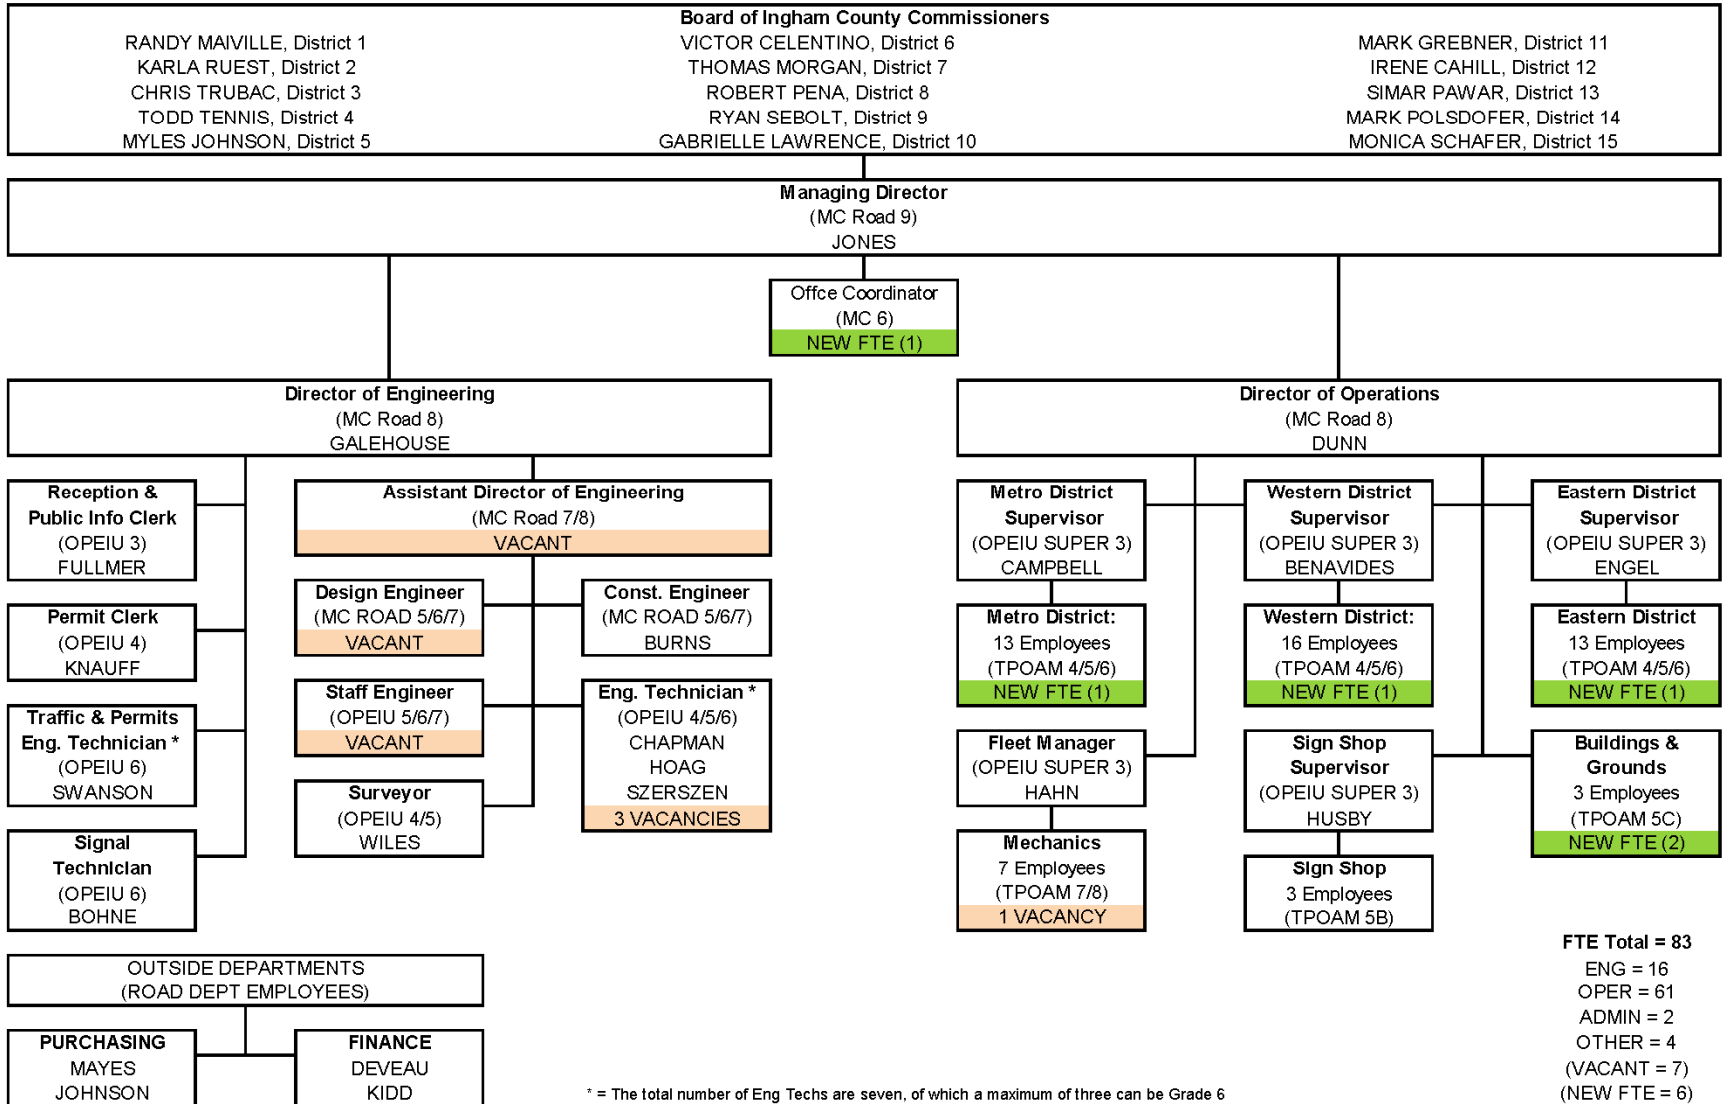 Board of Ingham County Commissioners
RANDY MAIVILLE, District 1
KARLA RUEST, District 2
CHRIS TRUBAC, District 3
TODD TENNIS, District 4
MYLES JOHNSON, District 5
VICTOR CELENTINO, District 6
THOMAS MORGAN, District 7
ROBERT PENA, District 8
RYAN SEBOLT, District 9
GABRIELLE LAWRENCE, District 10
MARK GREBNER, District 11
IRENE CAHILL, District 12
SIMAR PAWAR, District 13
MARK POLSDOFER, District 14
MONICA SCHAFER, District 15
Managing Director
(MC Road 9)
JONES
Offce Coordinator
(MC 6)
NEW FTE (1)
Director of Engineering
(MC Road 8)
GALEHOUSE
Reception &
Public Info Clerk
(OPEIU 3)
FULLMER
Permit Clerk
(OPEIU 4)
KNAUFF
Traffic & Permits
Eng. Technician *
(OPEIU 6)
SWANSON
Signal
Technician
(OPEIU 6)
BOHNE
Assistant Director of Engineering
(MC Road 7/8)
VACANT
Design Engineer
(MC ROAD 5/6/7)
VACANT
Const. Engineer
(MC ROAD 5/6/7)
BURNS
Staff Engineer
(OPEIU 5/6/7)
VACANT
Eng. Technician *
(OPEIU 4/5/6)
CHAPMAN
HOAG
SZERSZEN
3 VACANCIES
Surveyor
(OPEIU 4/5)
WILES
Director of Operations
(MC Road 8)
DUNN
Metro District
Supervisor
(OPEIU SUPER 3)
CAMPBELL
Western District
Supervisor
(OPEIU SUPER 3)
BENAVIDES
Eastern District
Supervisor
(OPEIU SUPER 3)
ENGEL
Metro District:
13 Employees
(TPOAM 4/5/6)
NEW FTE (1)
Western District:
16 Employees
(TPOAM 4/5/6)
NEW FTE (1)
Eastern District
13 Employees
(TPOAM 4/5/6)
NEW FTE (1)
Fleet Manager
(OPEIU SUPER 3)
HAHN
Sign Shop
Supervisor
(OPEIU SUPER 3)
HUSBY
Buildings &
Grounds
3 Employees
(TPOAM 5C)
NEW FTE (2)
Mechanics
7 Employees
(TPOAM 7/8)
1 VACANCY
Sign Shop
3 Employees
(TPOAM 5B)
OUTSIDE DEPARTMENTS
(ROAD DEPT EMPLOYEES)
PURCHASING
MAYES
JOHNSON
FINANCE
DEVEAU
KIDD
* = The total number of Eng Techs are seven, of which a maximum of three can be Grade 6
FTE Total = 83
ENG = 16
OPER = 61
ADMIN = 2
OTHER = 4
(VACANT = 7)
(NEW FTE = 6)